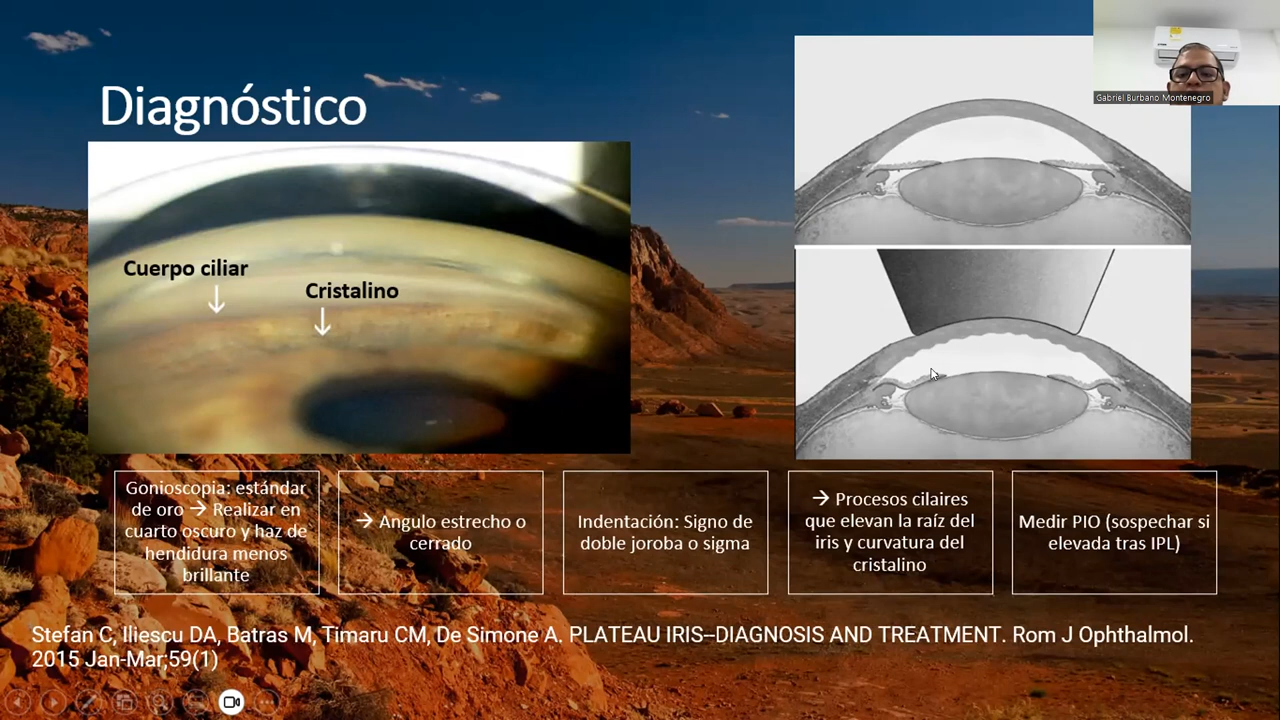 Gabriel Burbano Montenegro
Diagnóstico
Cuerpo ciliar
Cristalino
Gonioscopia: estándar
de oro → Realizar en
cuarto oscuro y haz de
hendidura menos
brillante
→ Angulo estrecho o
cerrado
Indentación: Signo de
doble joroba o sigma
→ Procesos cilaires
que elevan la raíz del
iris y curvatura del
cristalino
Medir PIO (sospechar si
elevada tras IPL)
Stefan C, Iliescu DA, Batras M, Timaru CM, De Simone A. PLATEAU IRIS--DIAGNOSIS AND TREATMENT. Rom J Ophthalmol.
2015 Jan-Mar;59(1)